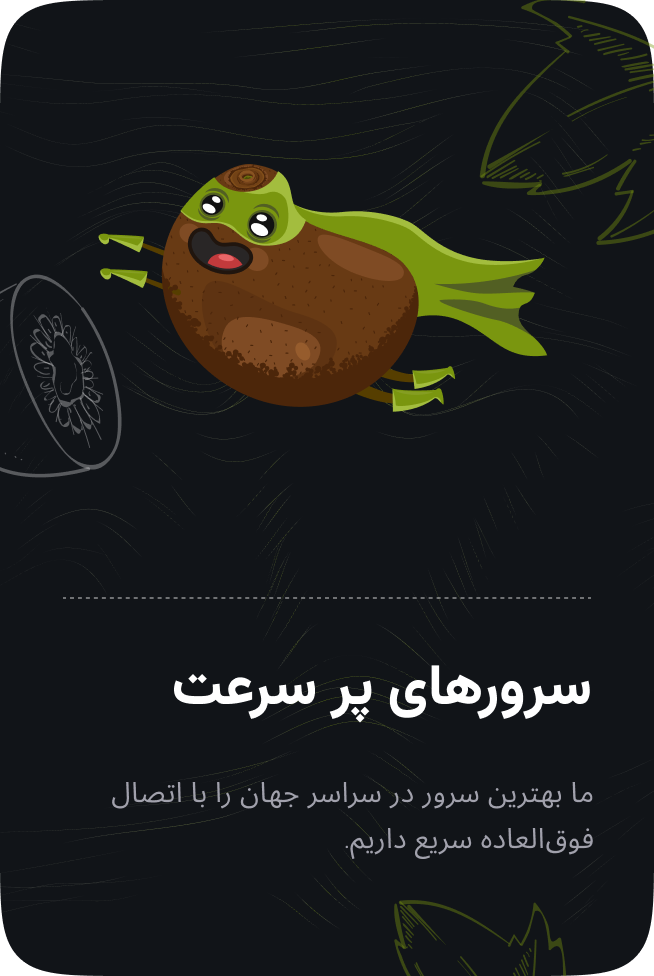 سرورهای پر سرعت
ما بهترین سرور در سراسر جهان را با اتصال
فوق‌العاده سریع داریم.